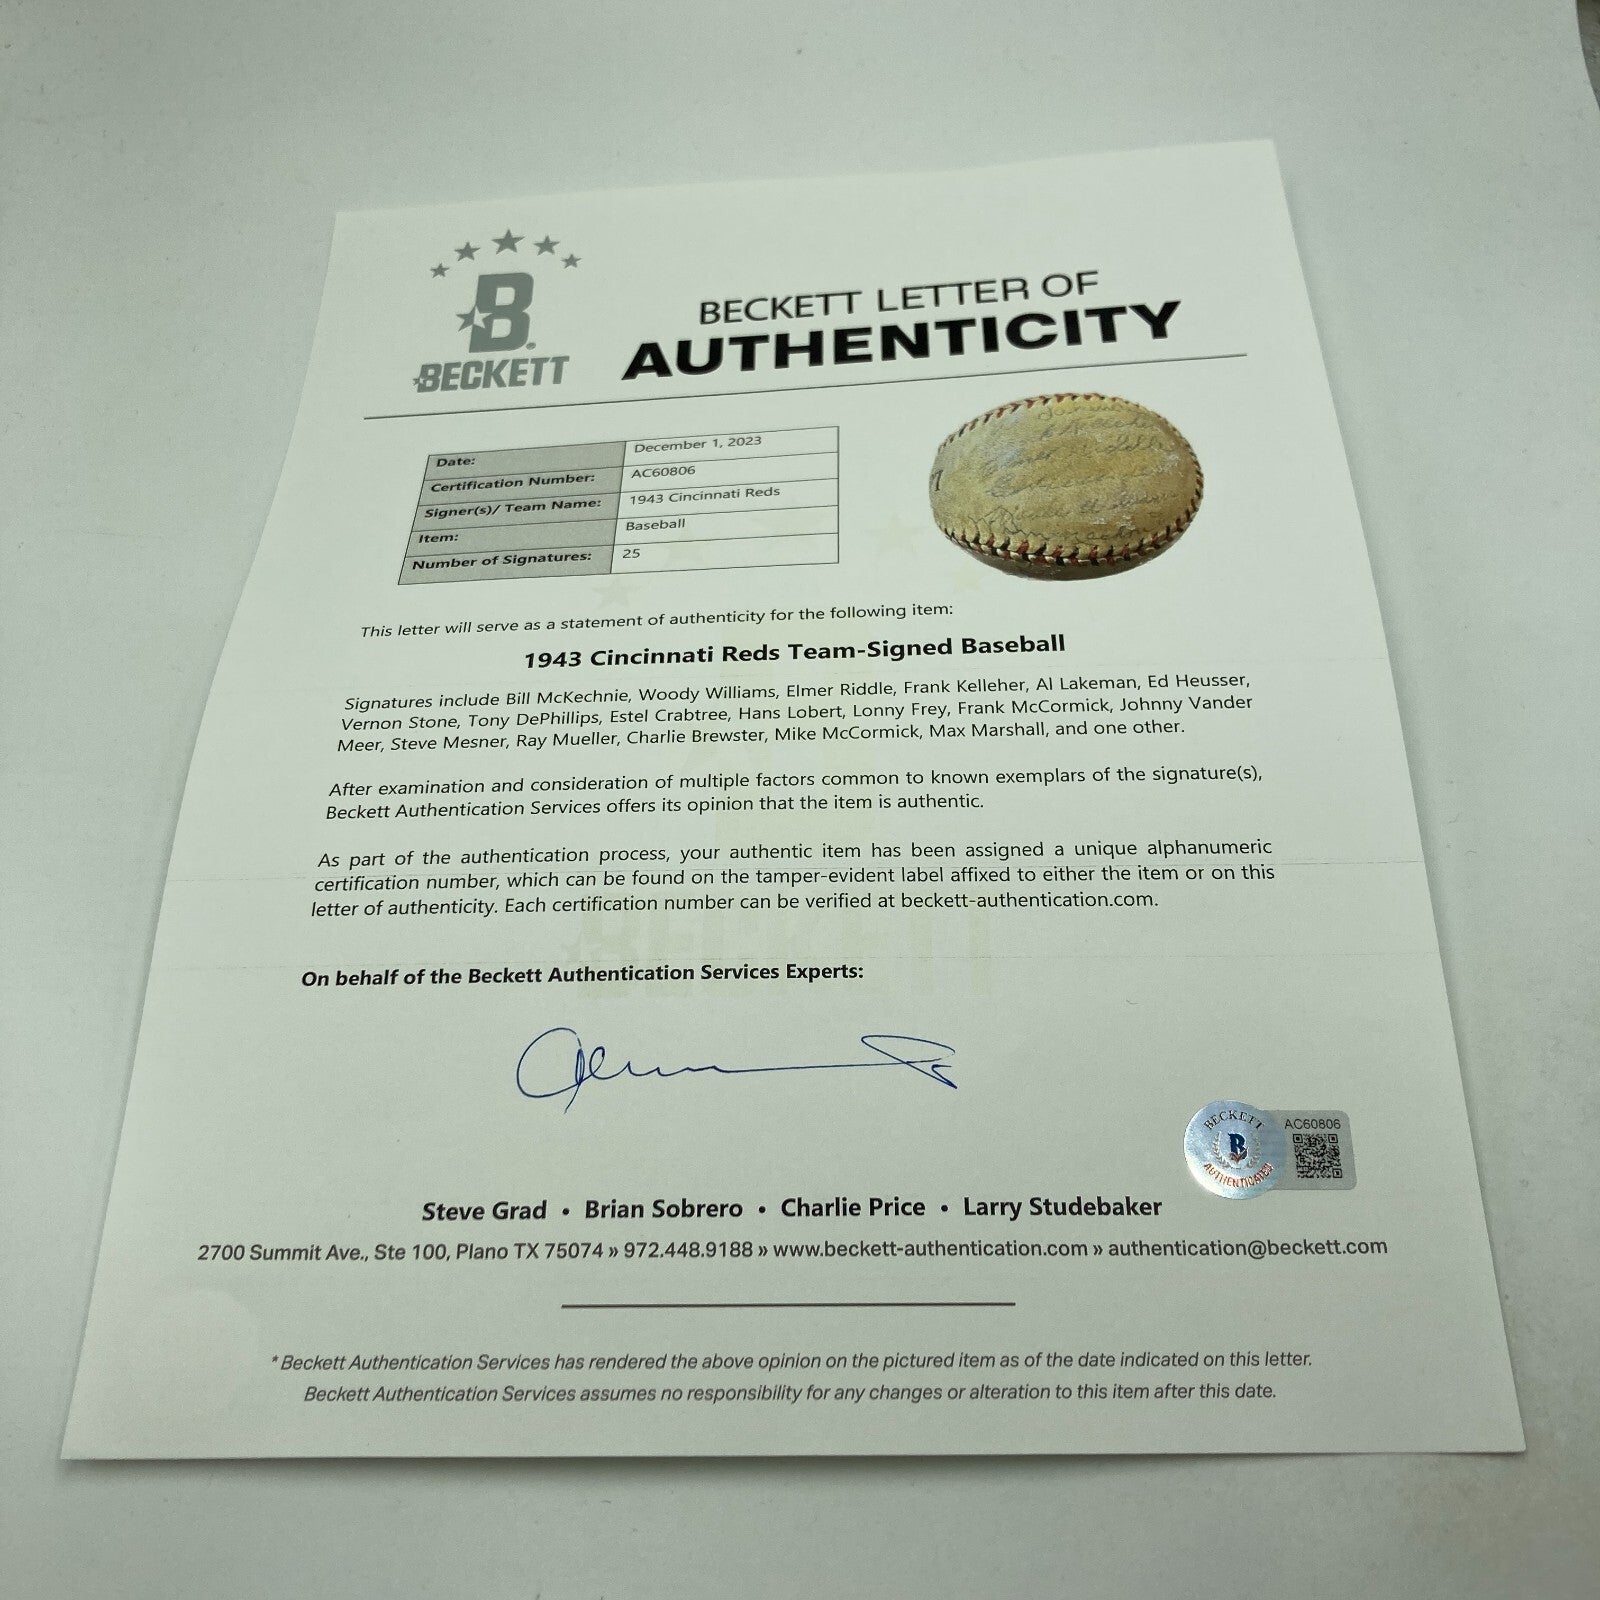 B.
BECKETT
BECKETT LETTER OF
AUTHENTICITY
Date: December 1, 2023
Certification Number: AC60806
Signer(s)/ Team Name: 1943 Cincinnati Reds
Item: Baseball
Number of Signatures: 25
This letter will serve as a statement of authenticity for the following item:
1943 Cincinnati Reds Team-Signed Baseball
Signatures include Bill McKechnie, Woody Williams, Elmer Riddle, Frank Kelleher, Al Lakeman, Ed Heusser,
Vernon Stone, Tony DePhillips, Estel Crabtree, Hans Lobert, Lonny Frey, Frank McCormick, Johnny Vander
Meer, Steve Mesner, Ray Mueller, Charlie Brewster, Mike McCormick, Max Marshall, and one other.
After examination and consideration of multiple factors common to known exemplars of the signature(s),
Beckett Authentication Services offers its opinion that the item is authentic.
As part of the authentication process, your authentic item has been assigned a unique alphanumeric
certification number, which can be found on the tamper-evident label affixed to either the item or on this
letter of authenticity. Each certification number can be verified at beckett-authentication.com.
BECKETT
On behalf of the Beckett Authentication Services Experts:
BECKETT
B
AUTHENTICATED
AC60806
Steve Grad • Brian Sobrero • Charlie Price • Larry Studebaker
2700 Summit Ave., Ste 100, Plano TX 75074 » 972.448.9188 » www.beckett-authentication.com » authentication@beckett.com
*Beckett Authentication Services has rendered the above opinion on the pictured item as of the date indicated on this letter.
Beckett Authentication Services assumes no responsibility for any changes or alteration to this item after this date.